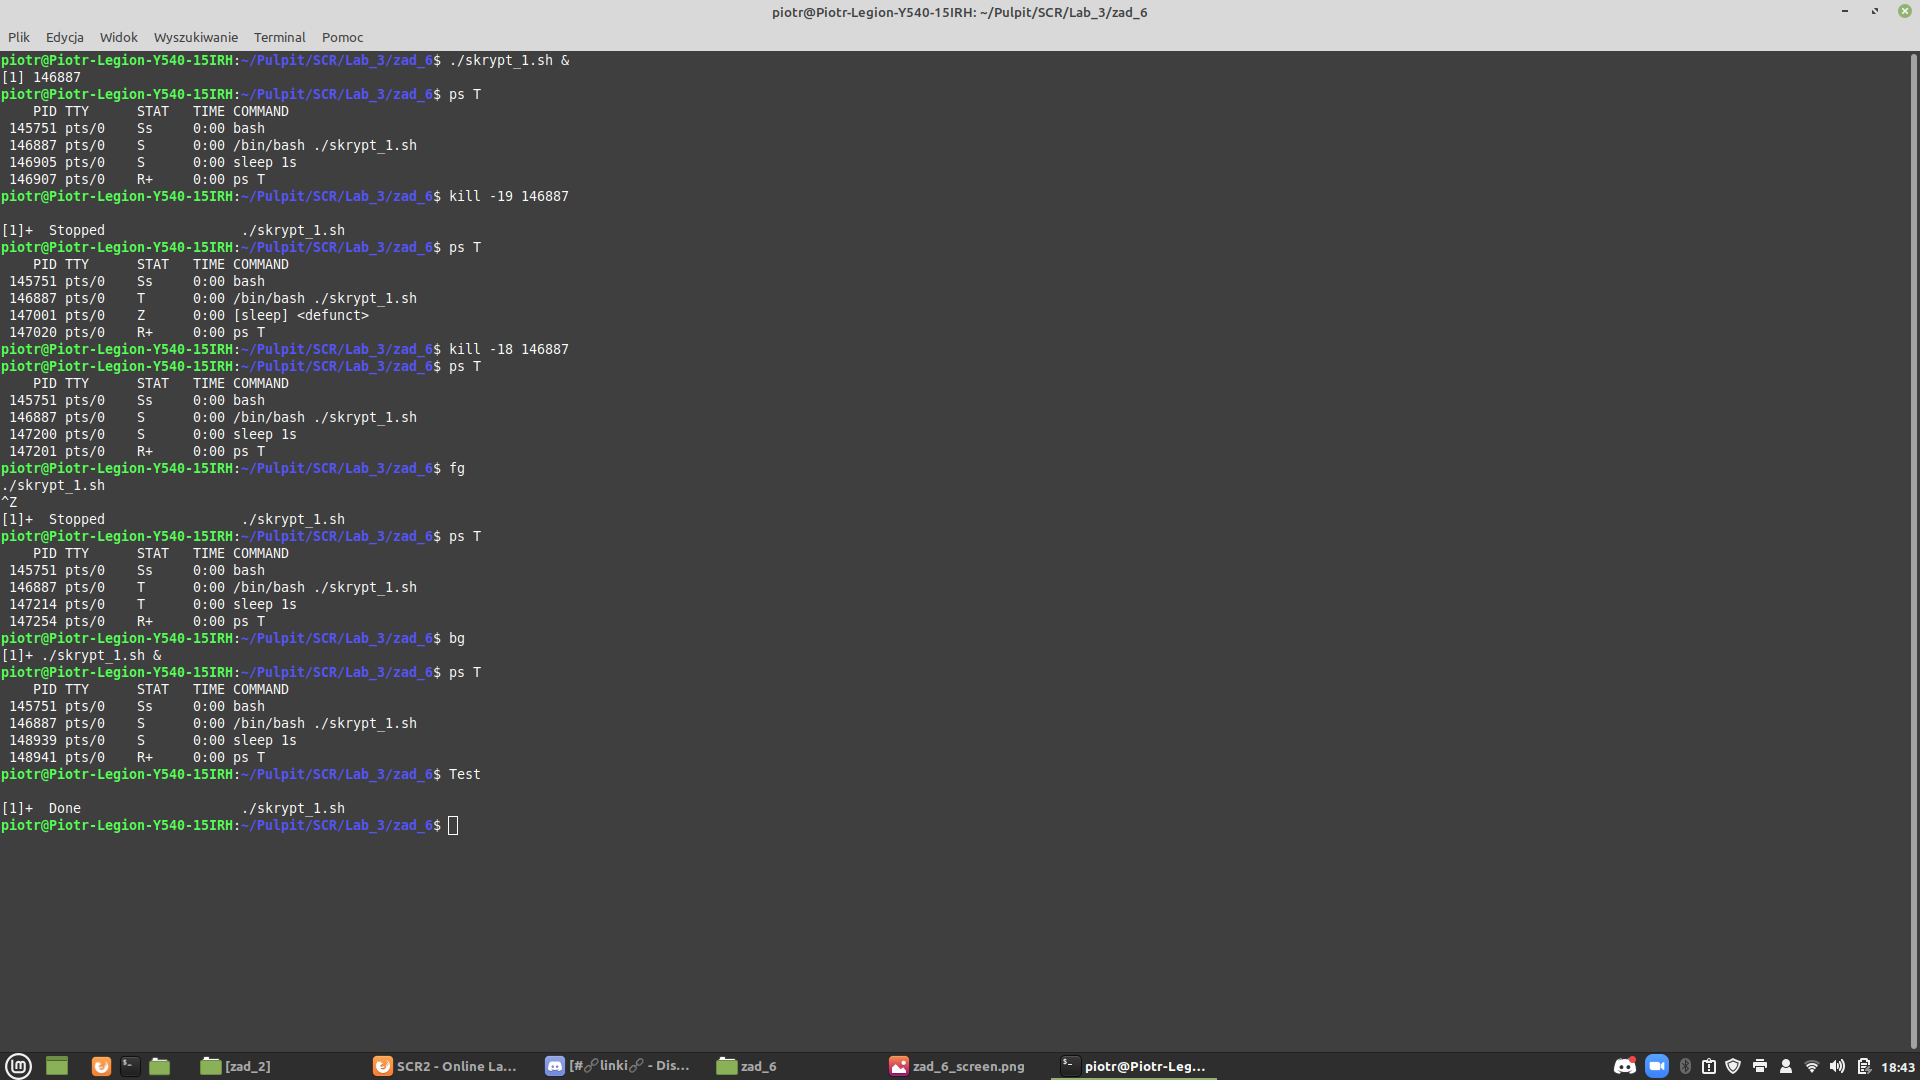 piotr@Piotr-Legion-Y540-15IRH: ~/Pulpit/SCR/Lab_3/zad_6
Plik Edycja Widok Wyszukiwanie Terminal Pomoc
piotr@Piotr-Legion-Y540-15IRH:~/Pulpit/SCR/Lab_3/zad_6$ ./skrypt_1.sh &
[1] 146887
piotr@Piotr-Legion-Y540-15IRH:~/Pulpit/SCR/Lab_3/zad_6$ ps T
    PID TTY      STAT   TIME COMMAND
 145751 pts/0    Ss     0:00 bash
 146887 pts/0    S      0:00 /bin/bash ./skrypt_1.sh
 146905 pts/0    S      0:00 sleep 1s
 146907 pts/0    R+     0:00 ps T
piotr@Piotr-Legion-Y540-15IRH:~/Pulpit/SCR/Lab_3/zad_6$ kill -19 146887
[1]+  Stopped                 ./skrypt_1.sh
piotr@Piotr-Legion-Y540-15IRH:~/Pulpit/SCR/Lab_3/zad_6$ ps T
    PID TTY      STAT   TIME COMMAND
 145751 pts/0    Ss     0:00 bash
 146887 pts/0    T      0:00 /bin/bash ./skrypt_1.sh
 147001 pts/0    Z      0:00 [sleep] <defunct>
 147020 pts/0    R+     0:00 ps T
piotr@Piotr-Legion-Y540-15IRH:~/Pulpit/SCR/Lab_3/zad_6$ kill -18 146887
piotr@Piotr-Legion-Y540-15IRH:~/Pulpit/SCR/Lab_3/zad_6$ ps T
    PID TTY      STAT   TIME COMMAND
 145751 pts/0    Ss     0:00 bash
 146887 pts/0    S      0:00 /bin/bash ./skrypt_1.sh
 147200 pts/0    S      0:00 sleep 1s
 147201 pts/0    R+     0:00 ps T
piotr@Piotr-Legion-Y540-15IRH:~/Pulpit/SCR/Lab_3/zad_6$ fg
./skrypt_1.sh
^Z
[1]+  Stopped                 ./skrypt_1.sh
piotr@Piotr-Legion-Y540-15IRH:~/Pulpit/SCR/Lab_3/zad_6$ ps T
    PID TTY      STAT   TIME COMMAND
 145751 pts/0    Ss     0:00 bash
 146887 pts/0    T      0:00 /bin/bash ./skrypt_1.sh
 147214 pts/0    T      0:00 sleep 1s
 147254 pts/0    R+     0:00 ps T
piotr@Piotr-Legion-Y540-15IRH:~/Pulpit/SCR/Lab_3/zad_6$ bg
[1]+ ./skrypt_1.sh &
piotr@Piotr-Legion-Y540-15IRH:~/Pulpit/SCR/Lab_3/zad_6$ ps T
    PID TTY      STAT   TIME COMMAND
 145751 pts/0    Ss     0:00 bash
 146887 pts/0    S      0:00 /bin/bash ./skrypt_1.sh
 148939 pts/0    S      0:00 sleep 1s
 148941 pts/0    R+     0:00 ps T
piotr@Piotr-Legion-Y540-15IRH:~/Pulpit/SCR/Lab_3/zad_6$ Test
[1]+  Done                    ./skrypt_1.sh
piotr@Piotr-Legion-Y540-15IRH:~/Pulpit/SCR/Lab_3/zad_6$
[zad_2] SCR2 - Online La... [#🔗linki🔗 - Dis... zad_6 zad_6_screen.png piotr@Piotr-Leg... 18:43